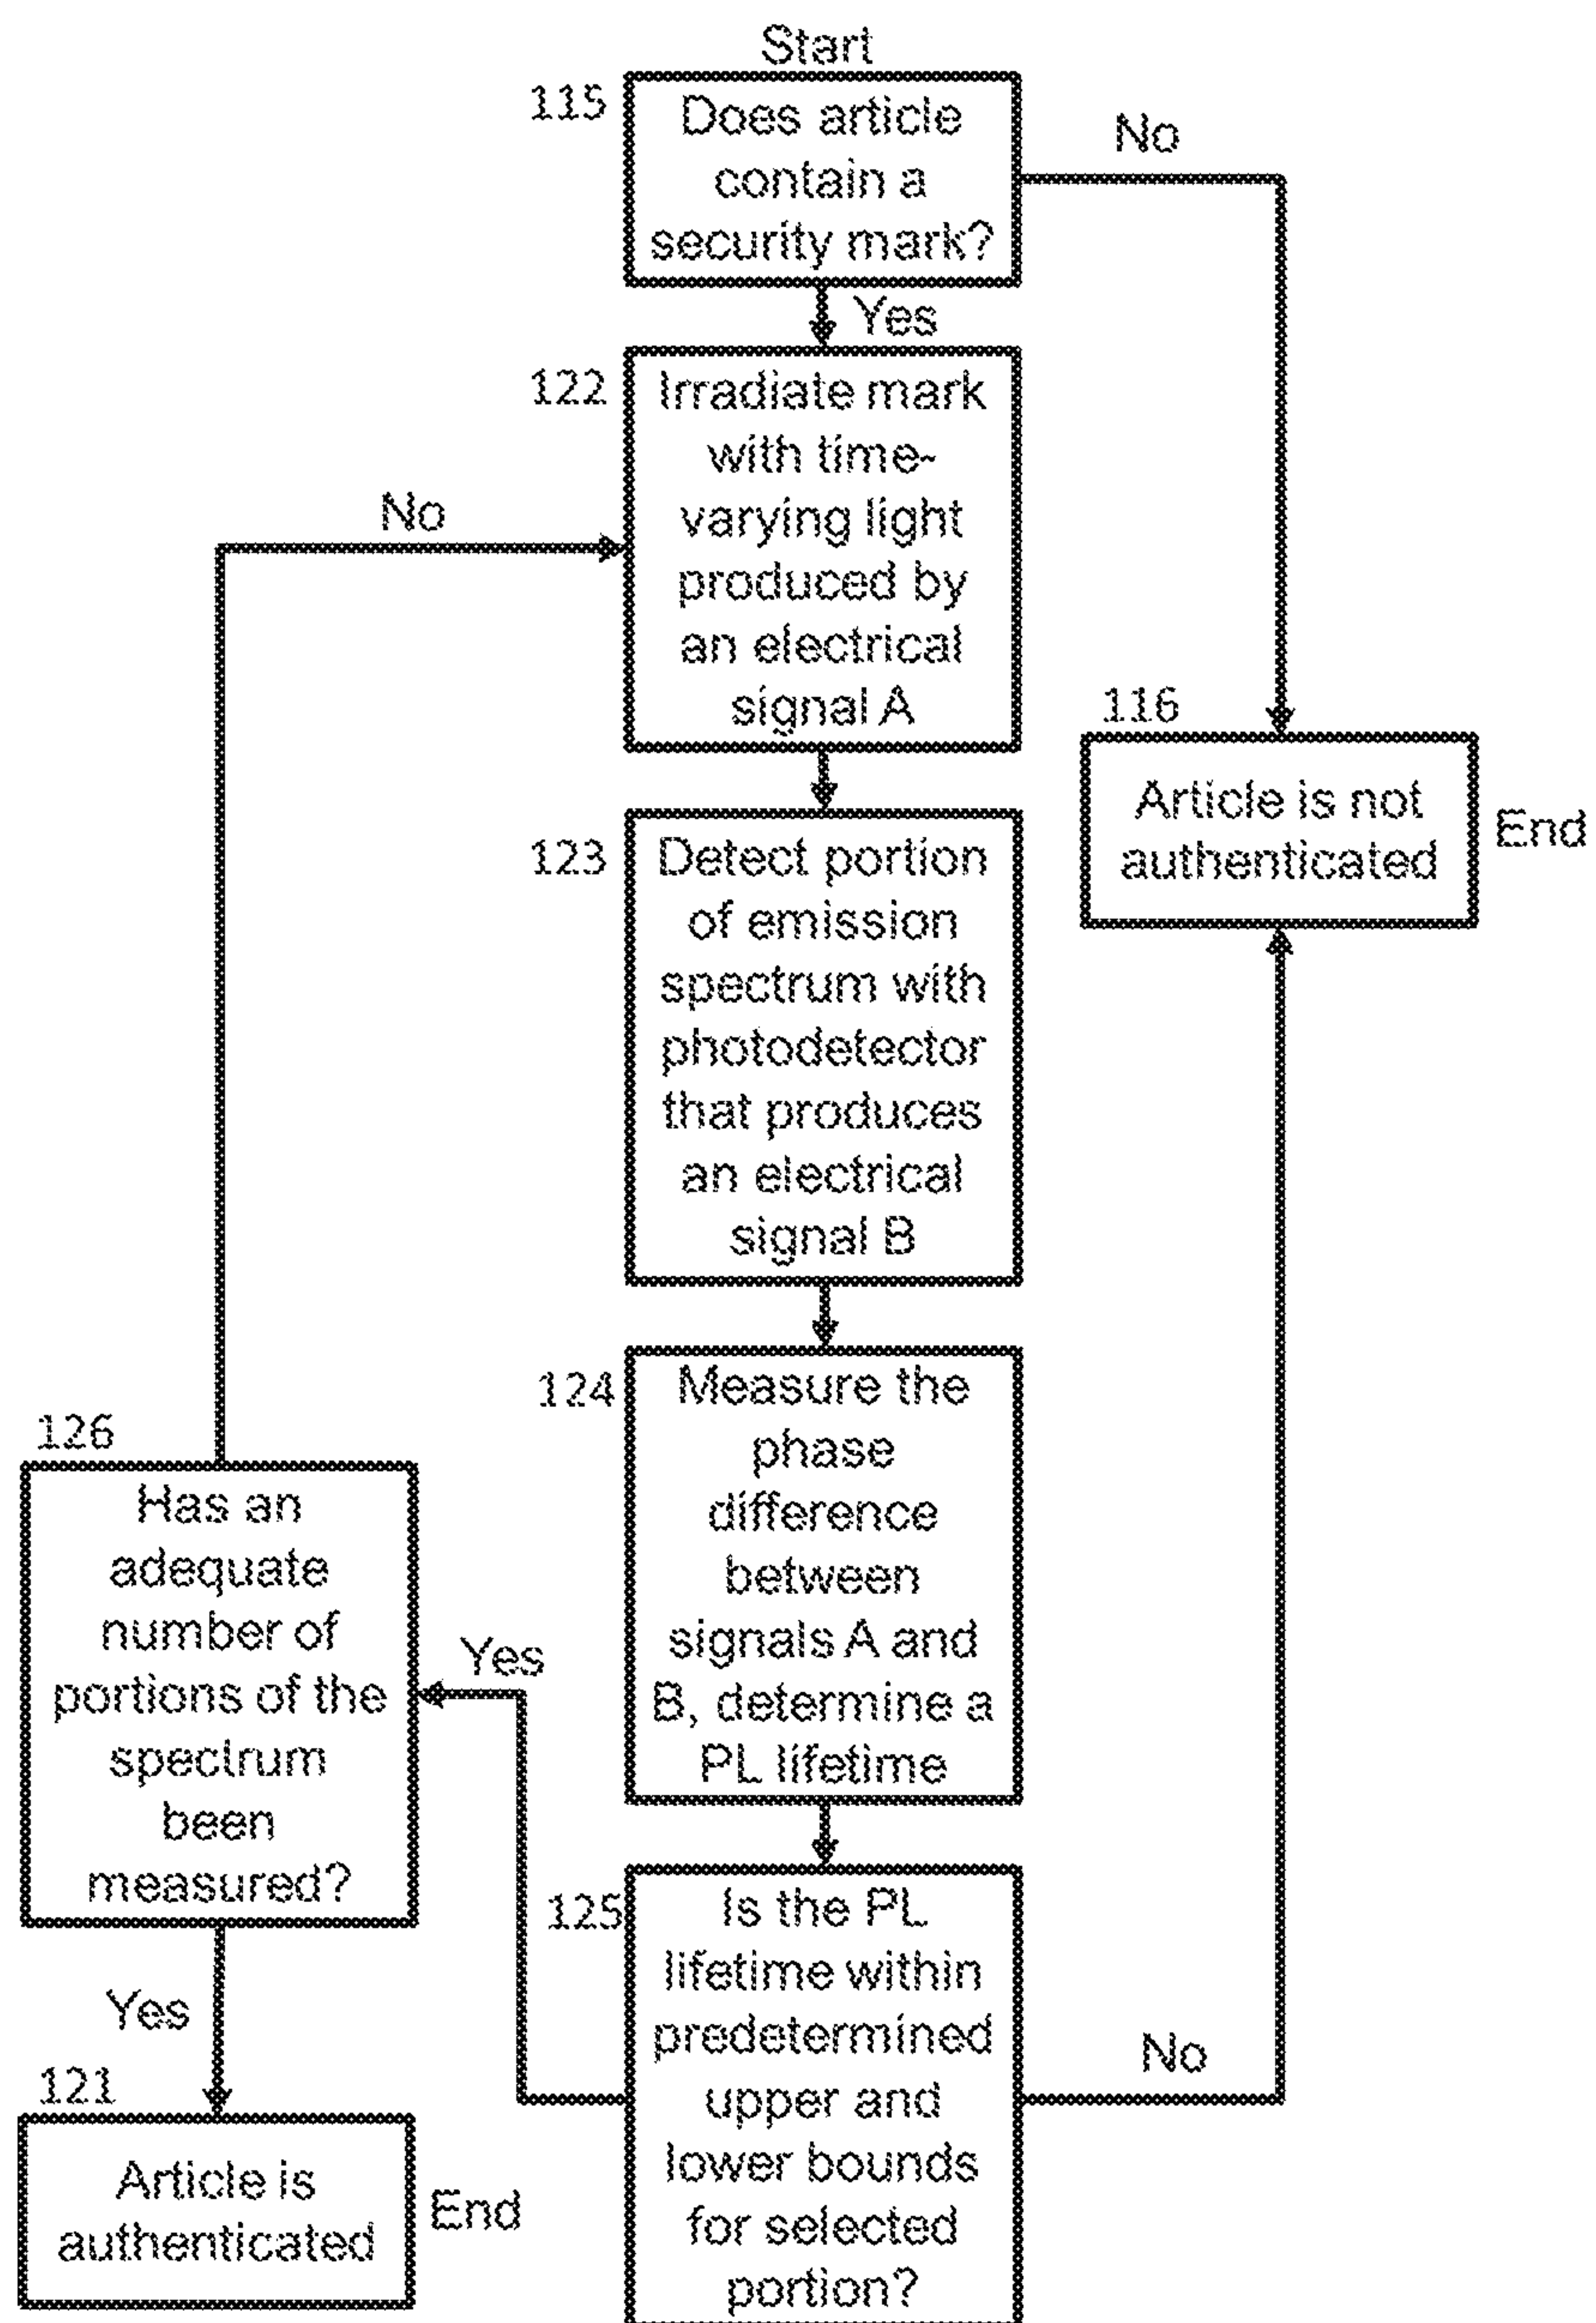 Start
115
Does article
contain a
security mark?
No
Yes
122
Irradiate mark
with time-
varying light
produced by
an electrical
signal A
No
116
Article is not
authenticated
End
123
Detect portion
of emission
spectrum with
photodetector
that produces
an electrical
signal B
124
Measure the
phase
difference
between
signals A and
B, determine a
PL lifetime
126
Has an
adequate
number of
portions of the
spectrum
been
measured?
Yes
125
Is the PL
lifetime within
predetermined
upper and
lower bounds
for selected
portion?
No
Yes
121
Article is
authenticated
End